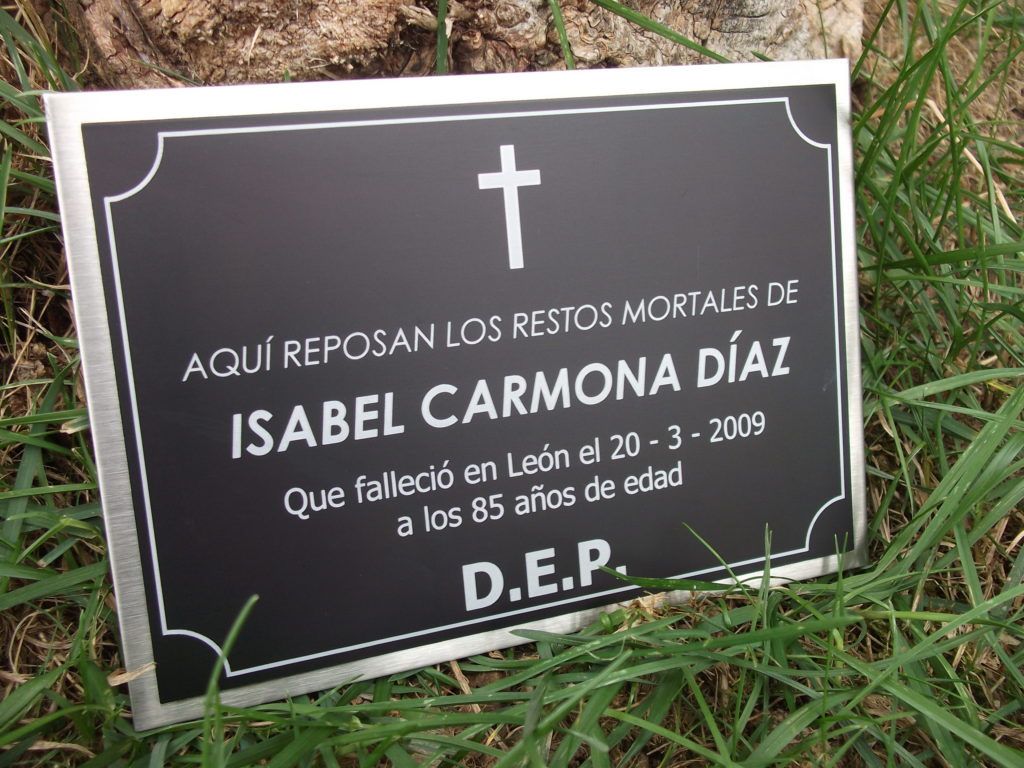 AQUÍ REPOSAN LOS RESTOS MORTALES DE
ISABEL CARMONA DÍAZ
Que falleció en León el 20 - 3 - 2009
a los 85 años de edad
D.E.P.